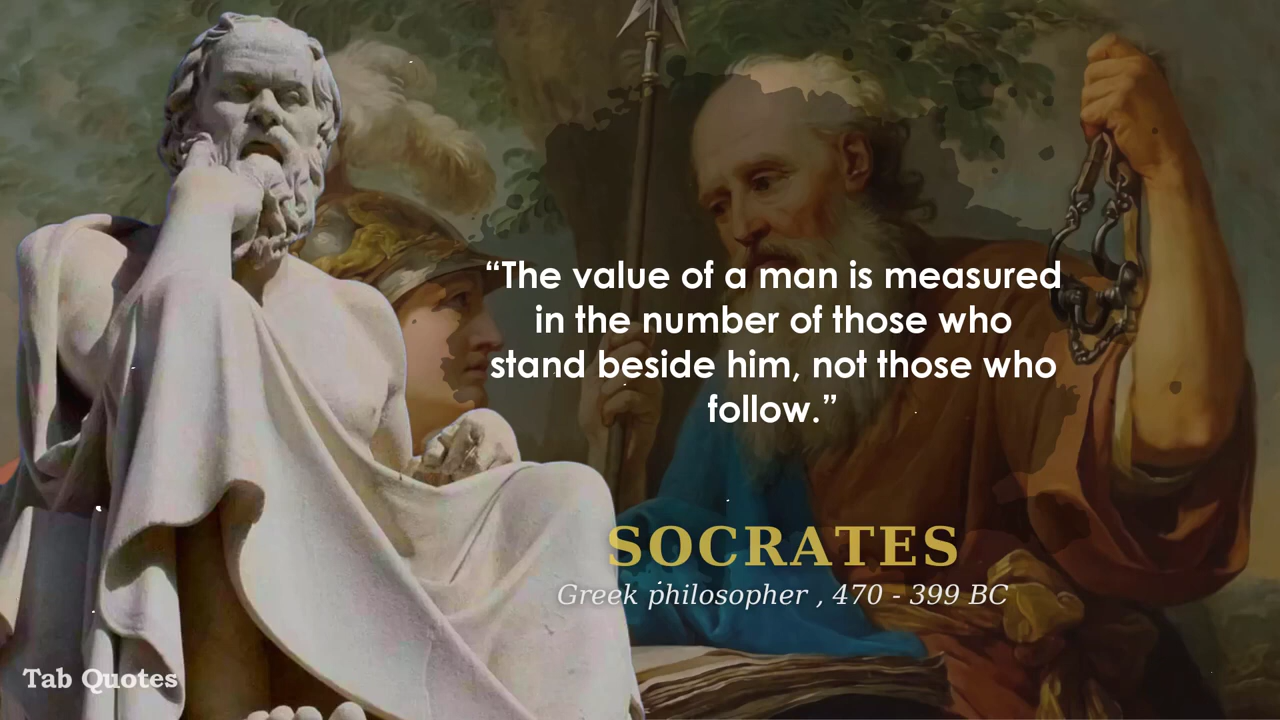 “The value of a man is measured
in the number of those who
stand beside him, not those who
follow.”
SOCRATES
Greek philosopher , 470 - 399 BC
Tab Quotes